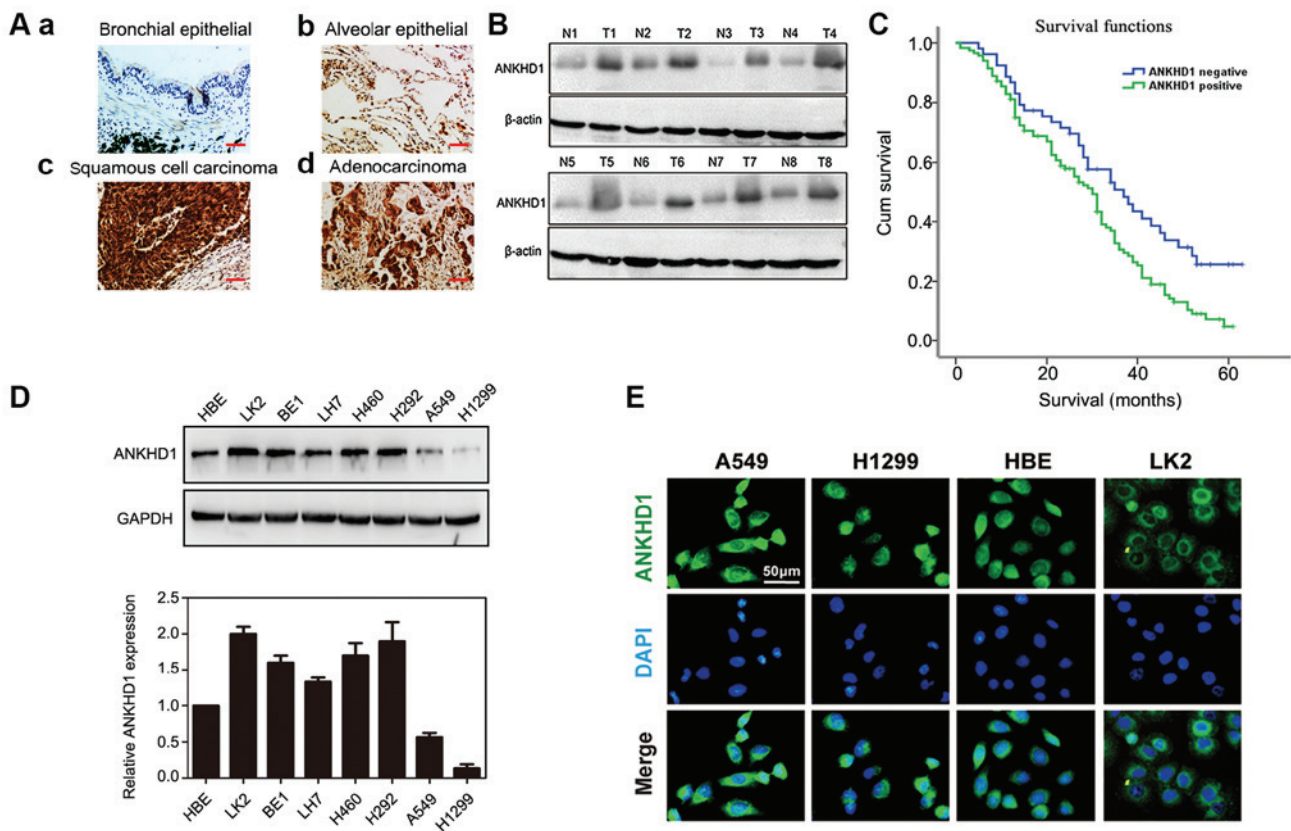 A a
Bronchial epithelial
b
Alveolar epithelial
c
Squamous cell carcinoma
d
Adenocarcinoma
B
N1 T1 N2 T2 N3 T3 N4 T4
ANKHD1
β-actin
N5 T5 N6 T6 N7 T7 N8 T8
ANKHD1
β-actin
C
Survival functions
ANKHD1 negative
ANKHD1 positive
Cum survival
1.0
0.8
0.6
0.4
0.2
0.0
0 20 40 60
Survival (months)
D
HBE LK2 BE1 LH7 H460 H292 A549 H1299
ANKHD1
GAPDH
Relative ANKHD1 expression
2.5
2.0
1.5
1.0
0.5
0.0
HBE LK2 BE1 LH7 H460 H292 A549 H1299
E
A549 H1299 HBE LK2
ANKHD1
50μm
DAPI
Merge